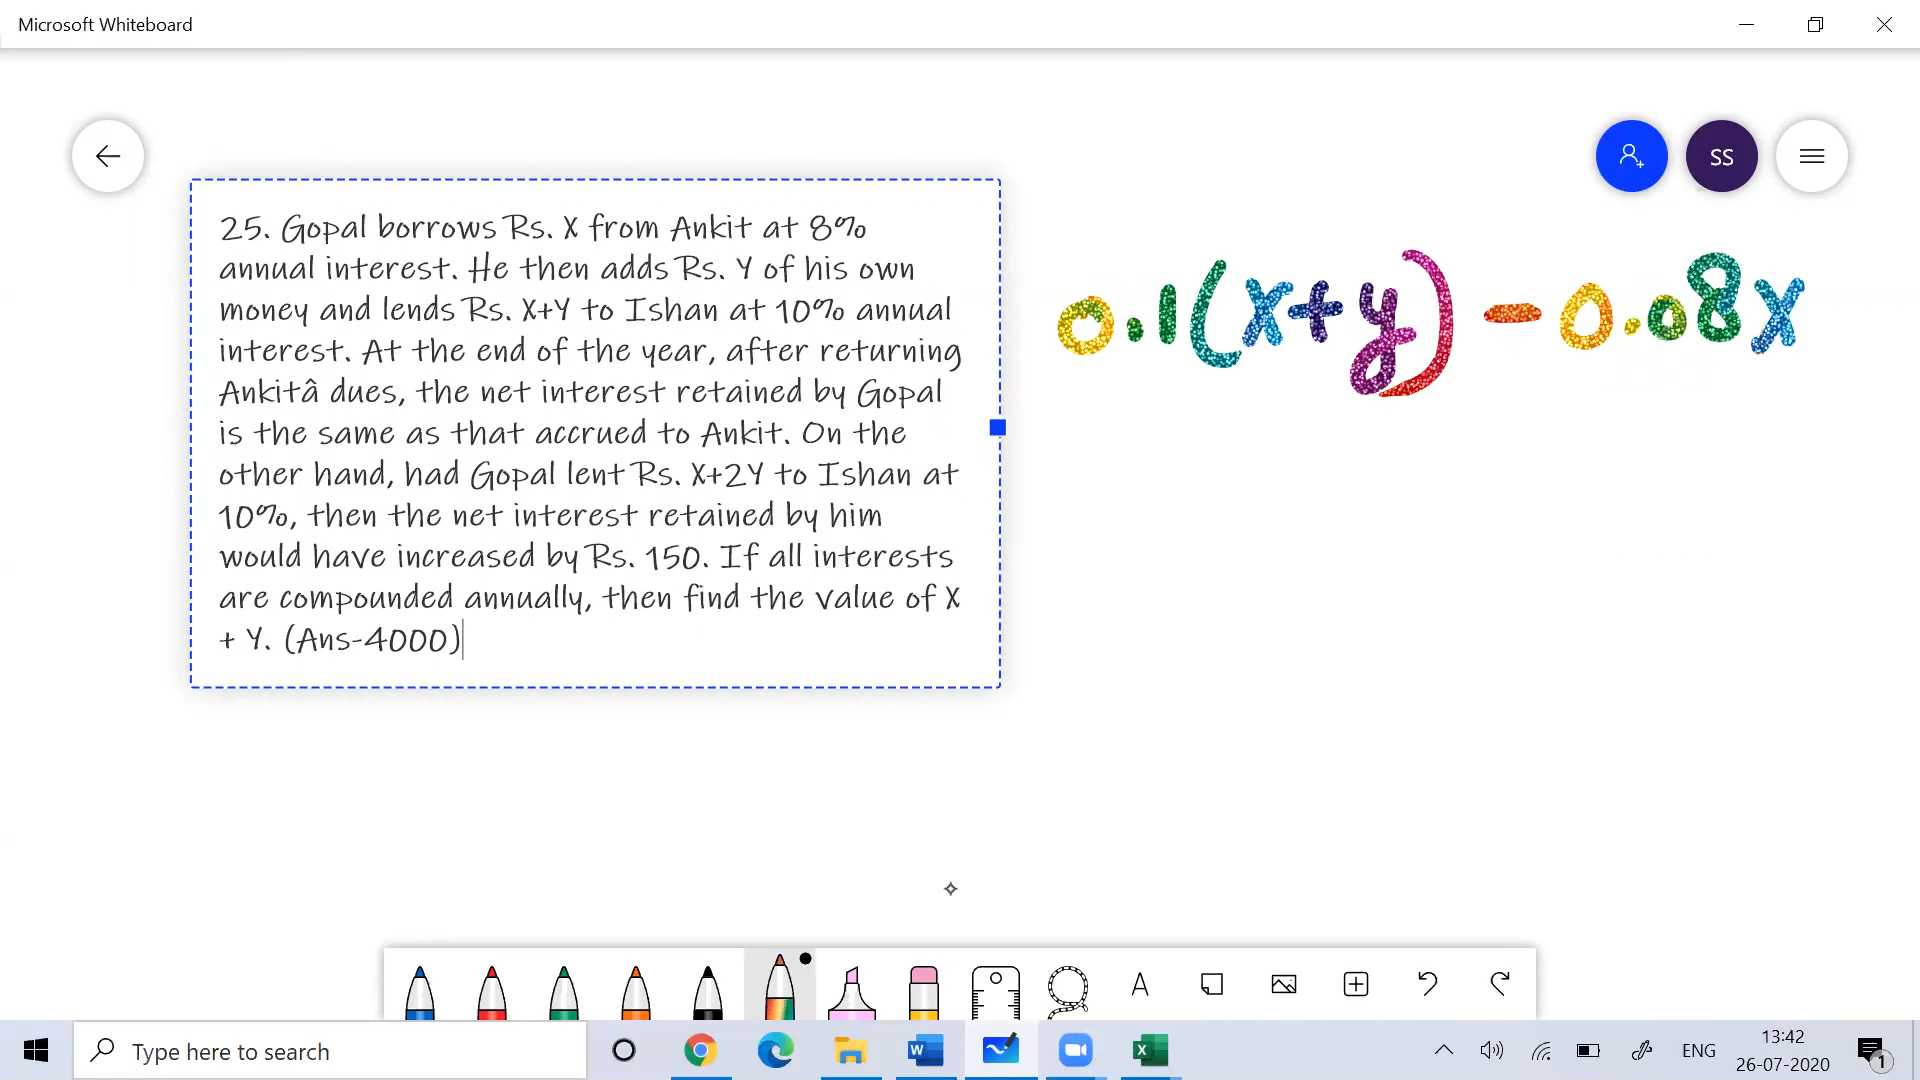 Microsoft Whiteboard
SS
25. Gopal borrows Rs. X from Ankit at 8%
annual interest. He then adds Rs. Y of his own
money and lends Rs. X+Y to Ishan at 10% annual
interest. At the end of the year, after returning
Ankitâ dues, the net interest retained by Gopal
is the same as that accrued to Ankit. On the
other hand, had Gopal lent Rs. X+2Y to Ishan at
10%, then the net interest retained by him
would have increased by Rs. 150. If all interests
are compounded annually, then find the value of X
+ Y. (Ans-4000)
0.1(x+y) - 0.08x
Type here to search
ENG
13:42
26-07-2020
1